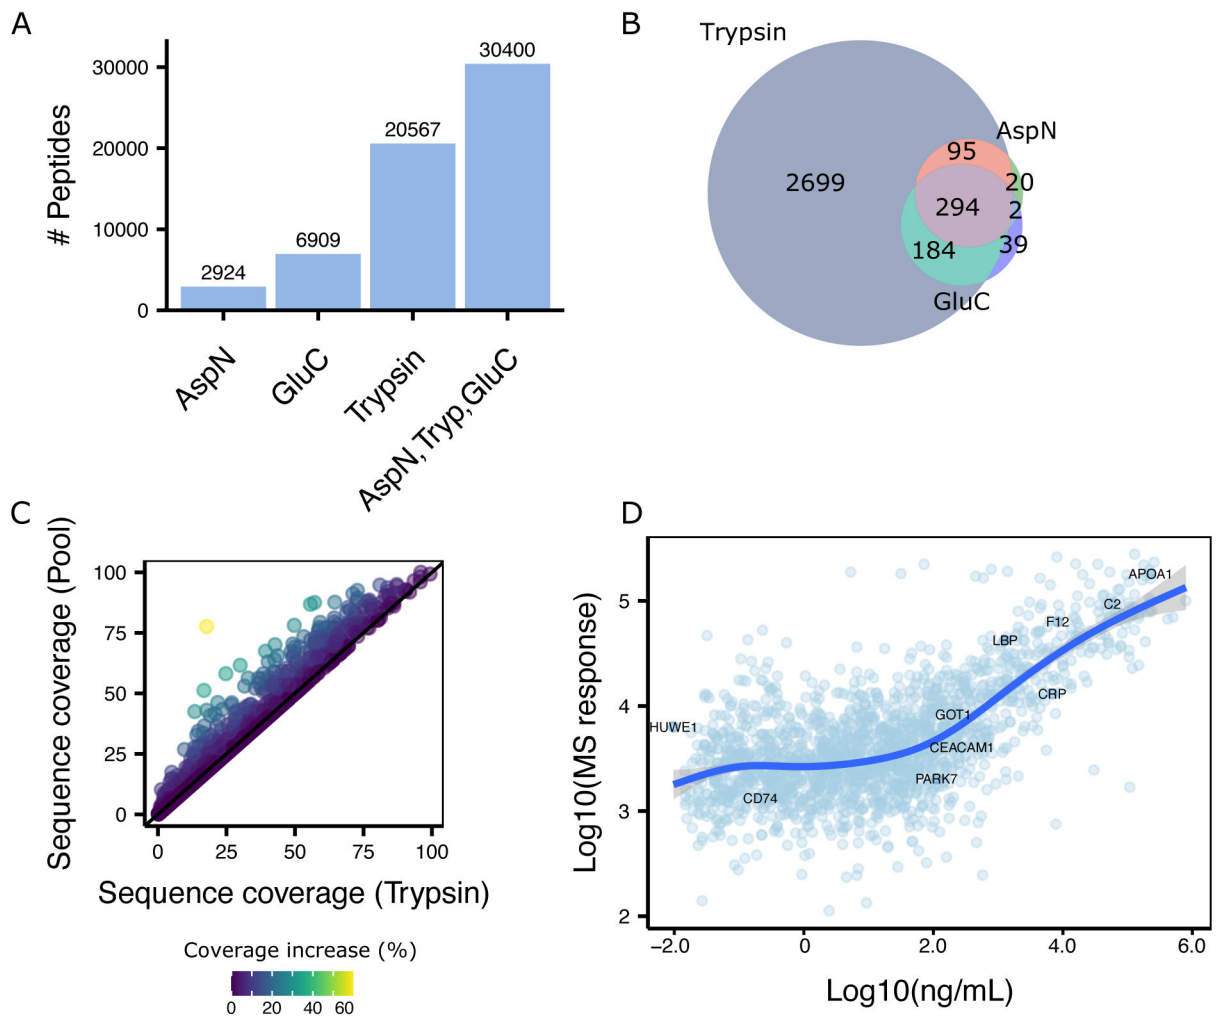 A
# Peptides
30000
20000
10000
0
2924
6909
20567
30400
AspN
GluC
Trypsin
AspN, Tryp, GluC
B
Trypsin
AspN
95
2699
20
294
2
184
39
GluC
C
Sequence coverage (Pool)
100
75
50
25
0
0 25 50 75 100
Sequence coverage (Trypsin)
Coverage increase (%)
0 20 40 60
D
Log10(MS response)
5
4
3
2
APOA1
C2
F12
LBP
CRP
GOT1
HUWE1
CEACAM1
PARK7
CD74
−2.0 0 2.0 4.0 6.0
Log10(ng/mL)